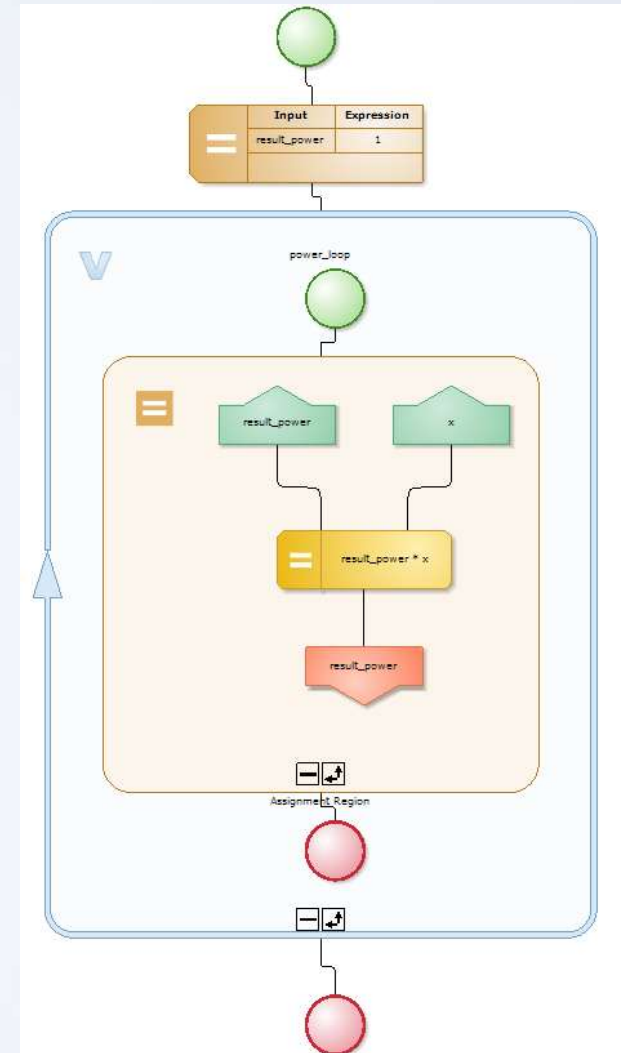 Input Expression
result_power 1
power_loop
result_power x
result_power * x
result_power
Assignment Region